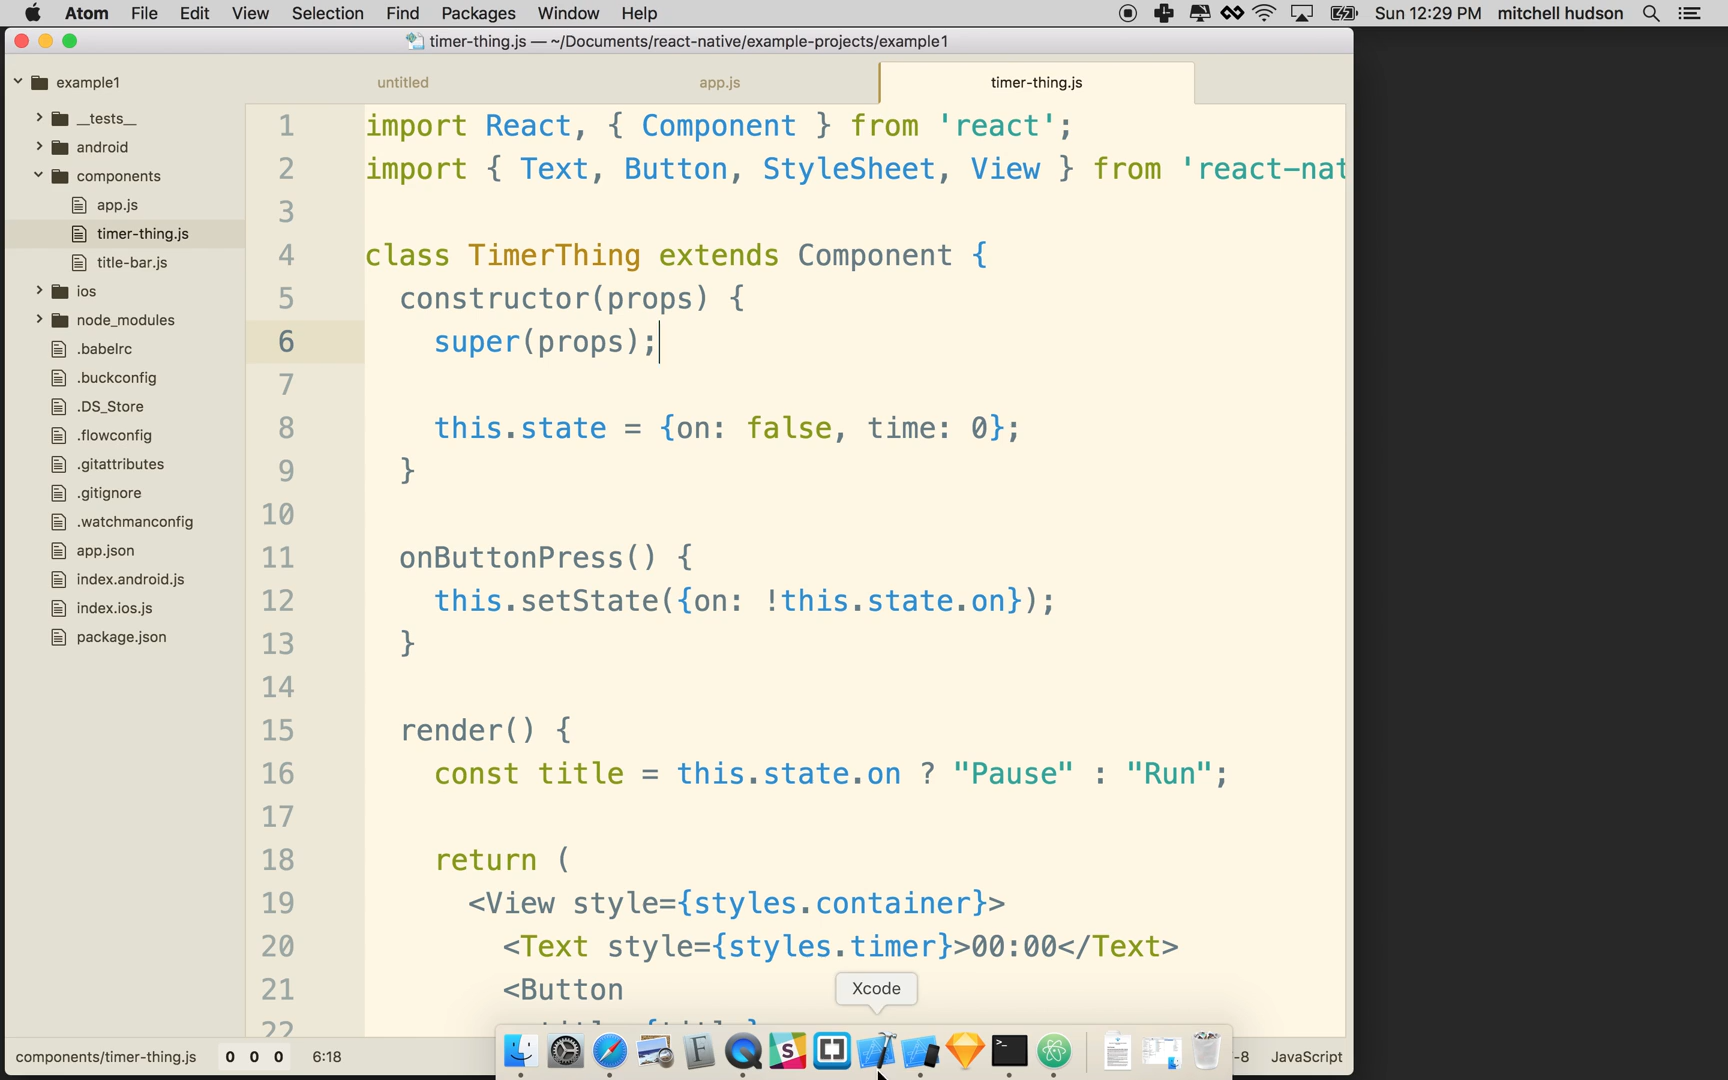 Atom File Edit View Selection Find Packages Window Help Sun 12:29 PM mitchell hudson
timer-thing.js — ~/Documents/react-native/example-projects/example1
example1
__tests__
android
components
app.js
timer-thing.js
title-bar.js
ios
node_modules
.babelrc
.buckconfig
.DS_Store
.flowconfig
.gitattributes
.gitignore
.watchmanconfig
app.json
index.android.js
index.ios.js
package.json
untitled app.js timer-thing.js
1 import React, { Component } from 'react';
2 import { Text, Button, StyleSheet, View } from 'react-nat
3
4 class TimerThing extends Component {
5 constructor(props) {
6 super(props);
7
8 this.state = {on: false, time: 0};
9 }
10
11 onButtonPress() {
12 this.setState({on: !this.state.on});
13 }
14
15 render() {
16 const title = this.state.on ? "Pause" : "Run";
17
18 return (
19 <View style={styles.container}>
20 <Text style={styles.timer}>00:00</Text>
21 <Button
22
Xcode
components/timer-thing.js 0 0 0 6:18 -8 JavaScript